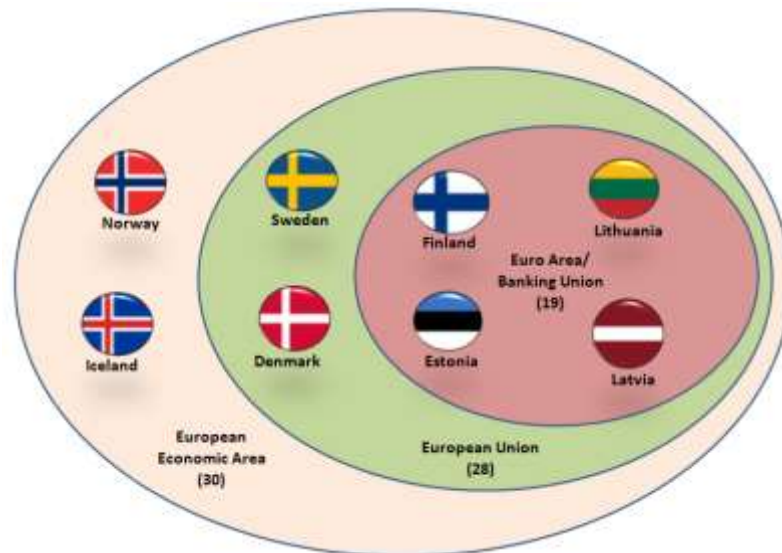 Norway
Sweden
Finland
Lithuania
Euro Area/
Banking Union
(19)
Iceland
Denmark
Estonia
Latvia
European
Economic Area
(30)
European Union
(28)